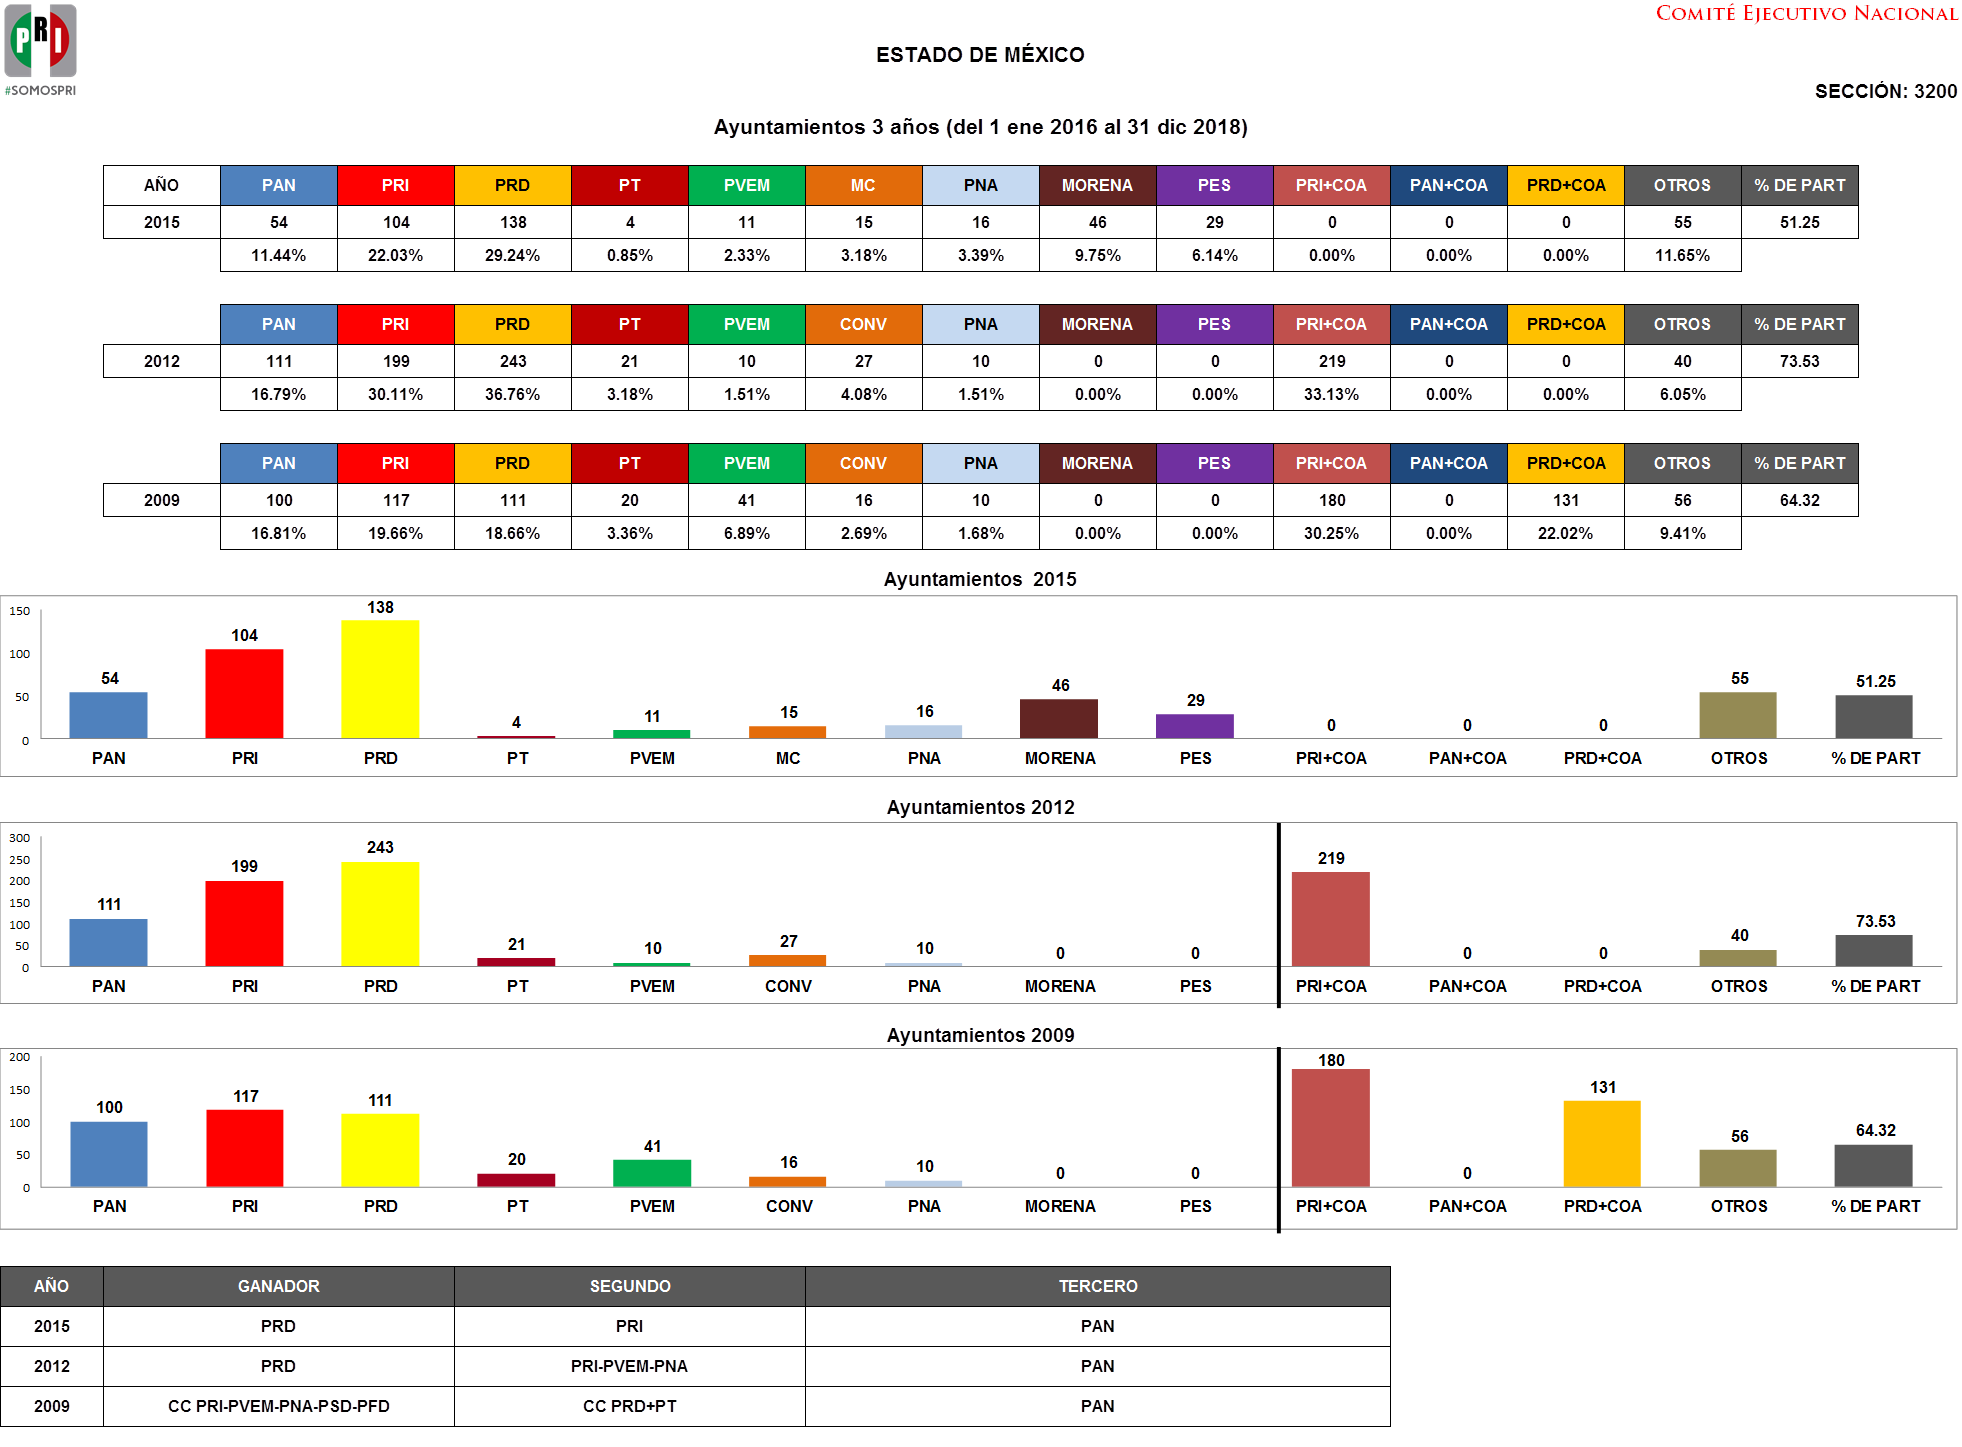 PRI
#SOMOSPRI
COMITÉ EJECUTIVO NACIONAL
ESTADO DE MÉXICO
SECCIÓN: 3200
Ayuntamientos 3 años (del 1 ene 2016 al 31 dic 2018)
AÑO PAN PRI PRD PT PVEM MC PNA MORENA PES PRI+COA PAN+COA PRD+COA OTROS % DE PART
2015 54 104 138 4 11 15 16 46 29 0 0 0 55 51.25
11.44% 22.03% 29.24% 0.85% 2.33% 3.18% 3.39% 9.75% 6.14% 0.00% 0.00% 0.00% 11.65%
PAN PRI PRD PT PVEM CONV PNA MORENA PES PRI+COA PAN+COA PRD+COA OTROS % DE PART
2012 111 199 243 21 10 27 10 0 0 219 0 0 40 73.53
16.79% 30.11% 36.76% 3.18% 1.51% 4.08% 1.51% 0.00% 0.00% 33.13% 0.00% 0.00% 6.05%
PAN PRI PRD PT PVEM CONV PNA MORENA PES PRI+COA PAN+COA PRD+COA OTROS % DE PART
2009 100 117 111 20 41 16 10 0 0 180 0 131 56 64.32
16.81% 19.66% 18.66% 3.36% 6.89% 2.69% 1.68% 0.00% 0.00% 30.25% 0.00% 22.02% 9.41%
Ayuntamientos 2015
150
100
50
0
54 104 138 4 11 15 16 46 29 0 0 0 55 51.25
PAN PRI PRD PT PVEM MC PNA MORENA PES PRI+COA PAN+COA PRD+COA OTROS % DE PART
Ayuntamientos 2012
300
250
200
150
100
50
0
111 199 243 21 10 27 10 0 0 219 0 0 40 73.53
PAN PRI PRD PT PVEM CONV PNA MORENA PES PRI+COA PAN+COA PRD+COA OTROS % DE PART
Ayuntamientos 2009
200
150
100
50
0
100 117 111 20 41 16 10 0 0 180 0 131 56 64.32
PAN PRI PRD PT PVEM CONV PNA MORENA PES PRI+COA PAN+COA PRD+COA OTROS % DE PART
AÑO GANADOR SEGUNDO TERCERO
2015 PRD PRI PAN
2012 PRD PRI-PVEM-PNA PAN
2009 CC PRI-PVEM-PNA-PSD-PFD CC PRD+PT PAN